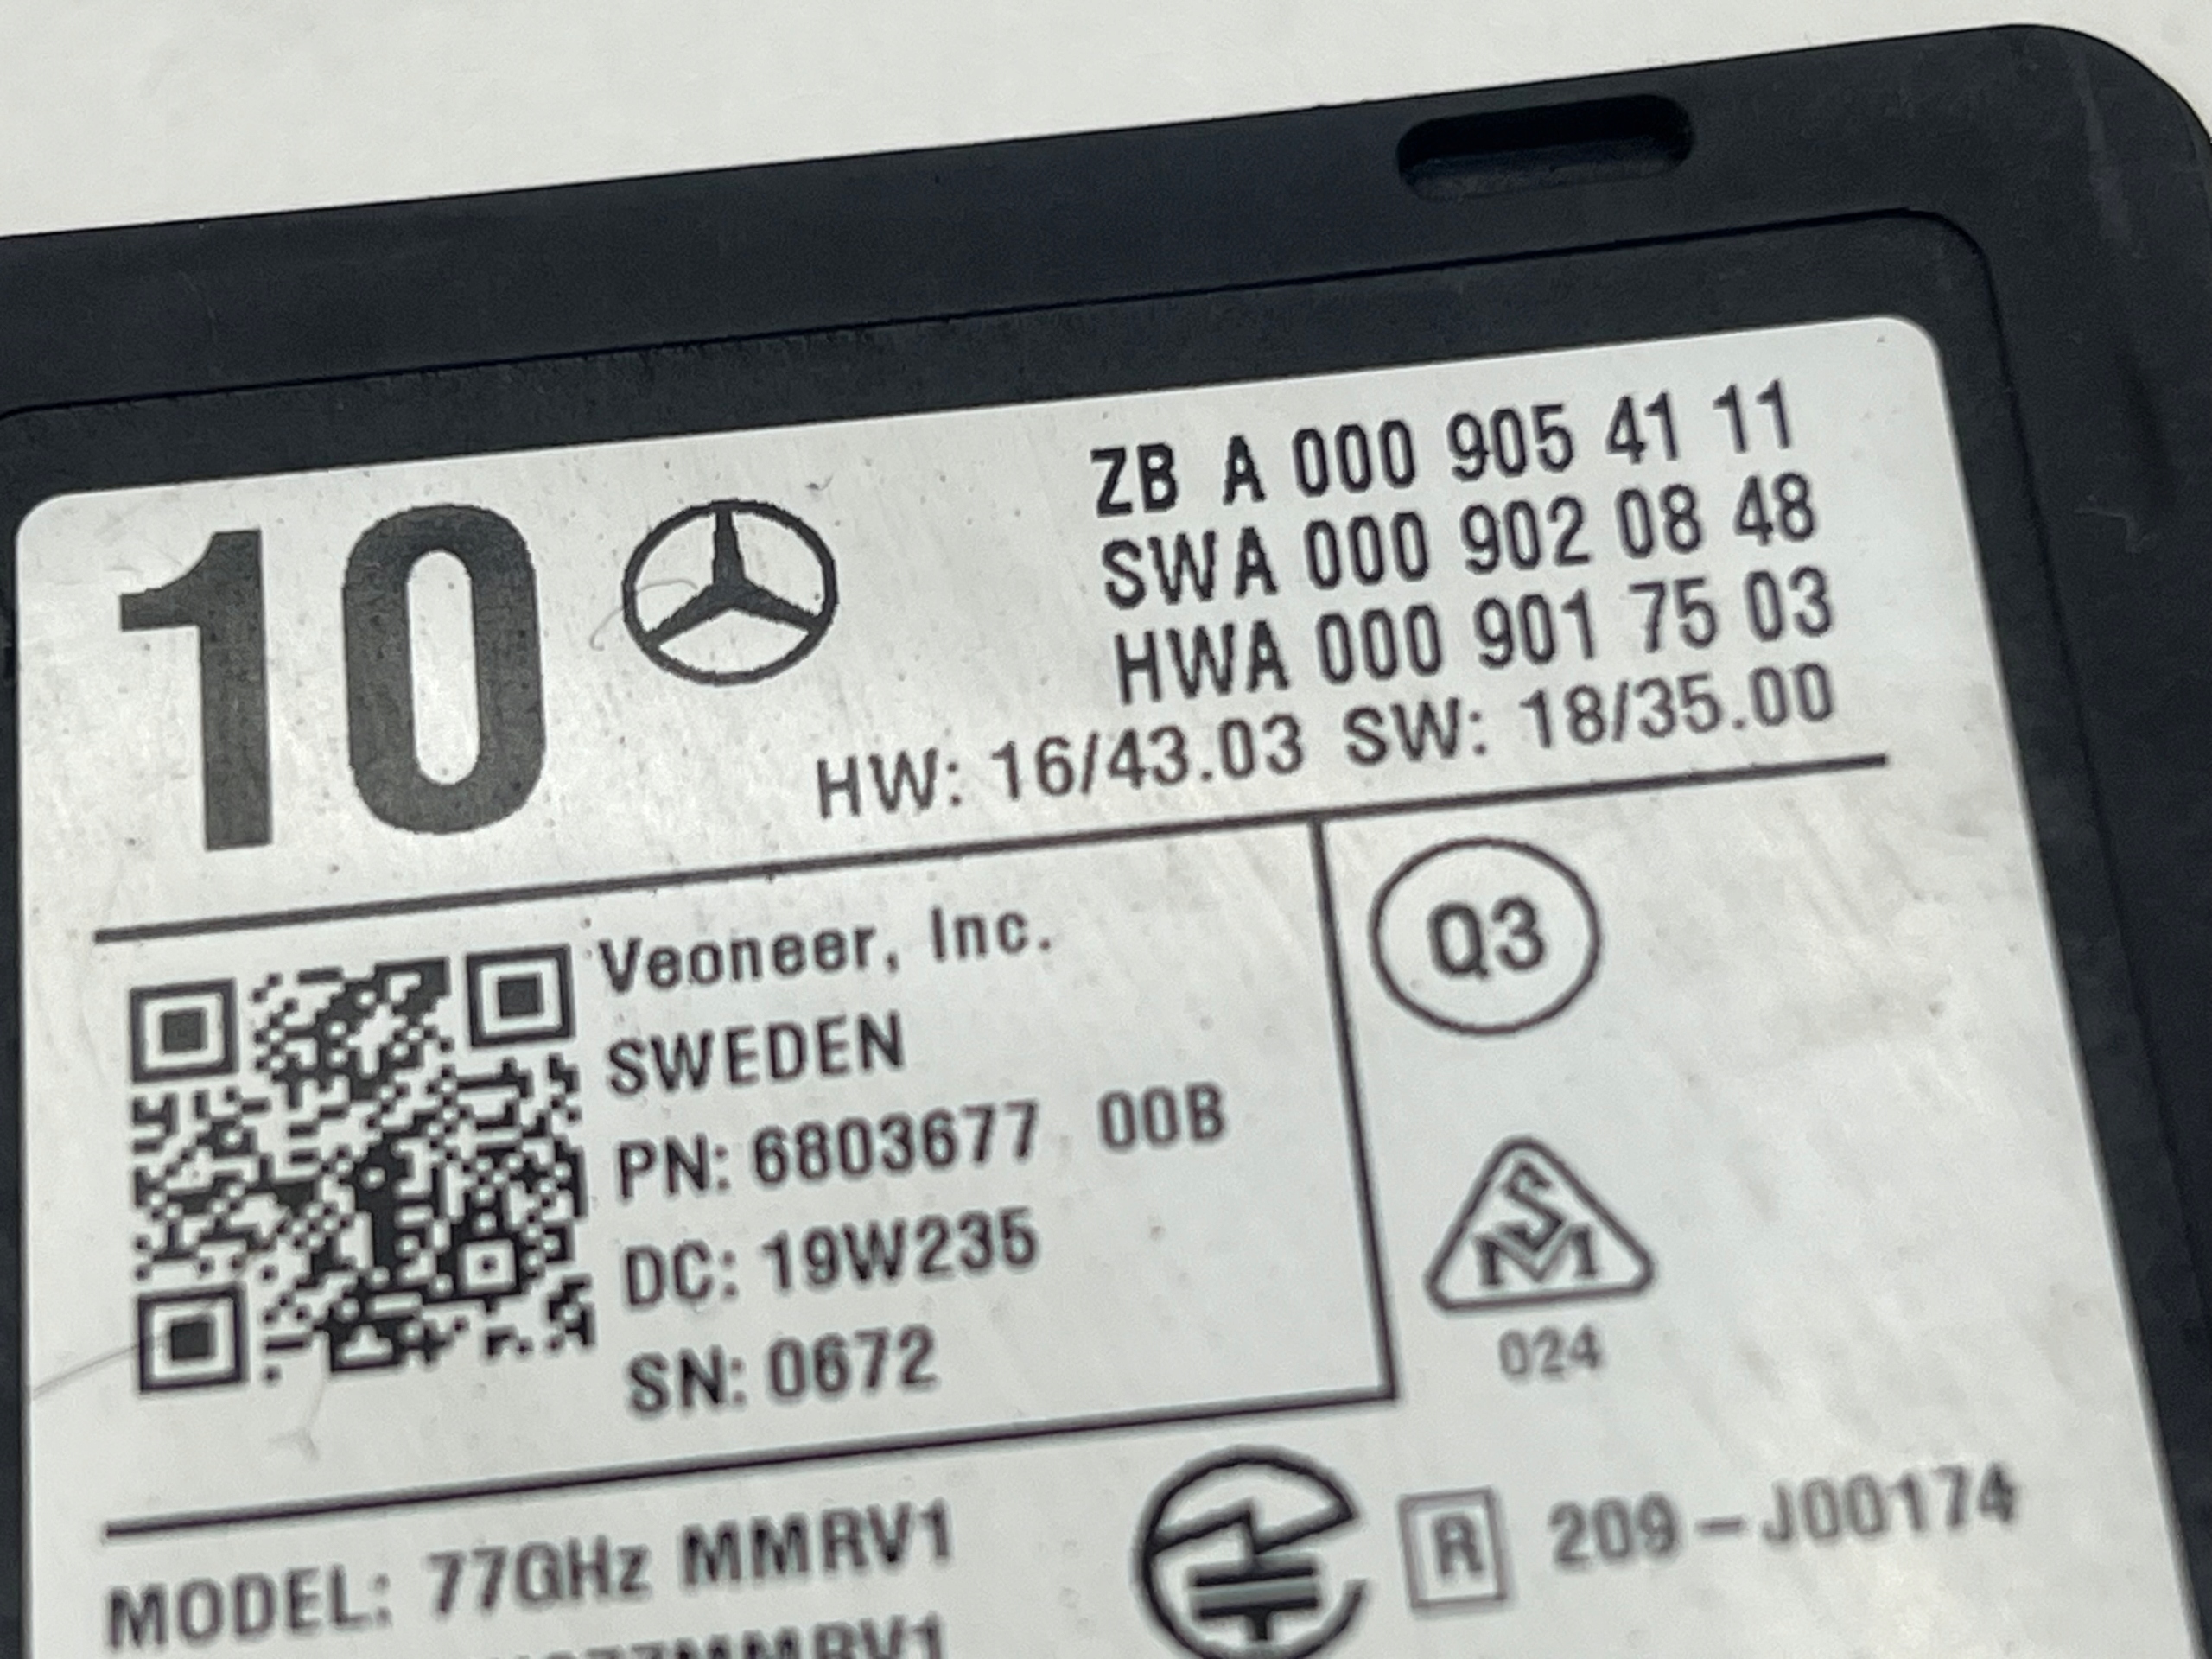 10
ZB A 000 905 41 11
SWA 000 902 08 48
HWA 000 901 75 03
HW: 16/43.03 SW: 18/35.00
Veoneer, Inc.
SWEDEN
PN: 6803677 00B
DC: 19W235
SN: 0672
Q3
SM
024
MODEL: 77GHz MMRV1
R 209-J00174